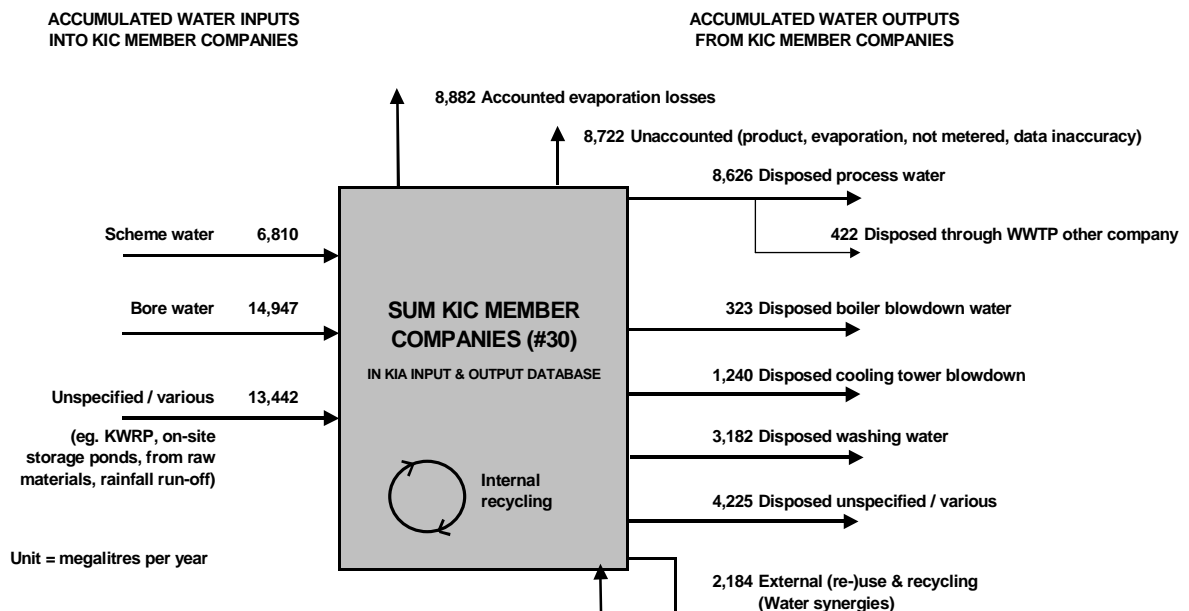 ACCUMULATED WATER INPUTS
INTO KIC MEMBER COMPANIES
ACCUMULATED WATER OUTPUTS
FROM KIC MEMBER COMPANIES
8,882 Accounted evaporation losses
8,722 Unaccounted (product, evaporation, not metered, data inaccuracy)
8,626 Disposed process water
422 Disposed through WWTP other company
Scheme water 6,810
Bore water 14,947
Unspecified / various 13,442
(eg. KWRP, on-site
storage ponds, from raw
materials, rainfall run-off)
Unit = megalitres per year
SUM KIC MEMBER
COMPANIES (#30)
IN KIA INPUT & OUTPUT DATABASE
Internal
recycling
323 Disposed boiler blowdown water
1,240 Disposed cooling tower blowdown
3,182 Disposed washing water
4,225 Disposed unspecified / various
2,184 External (re-)use & recycling
(Water synergies)